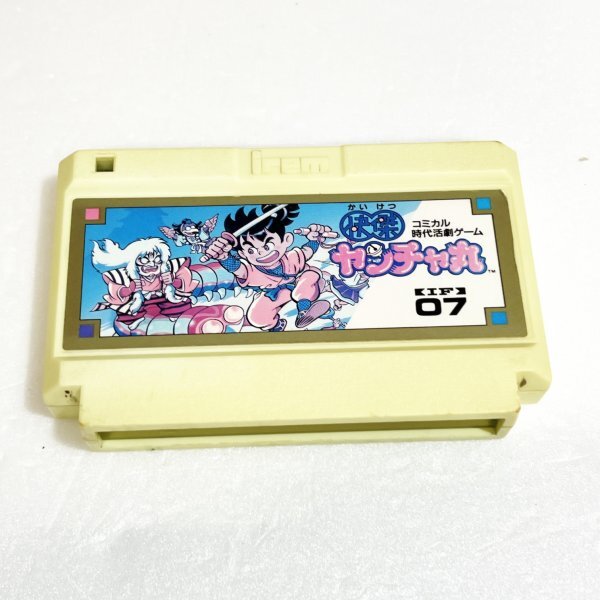 irem
かい けつ
快傑
コミカル
時代活劇ゲーム
ヤンチャ丸
TM
【IF】
07